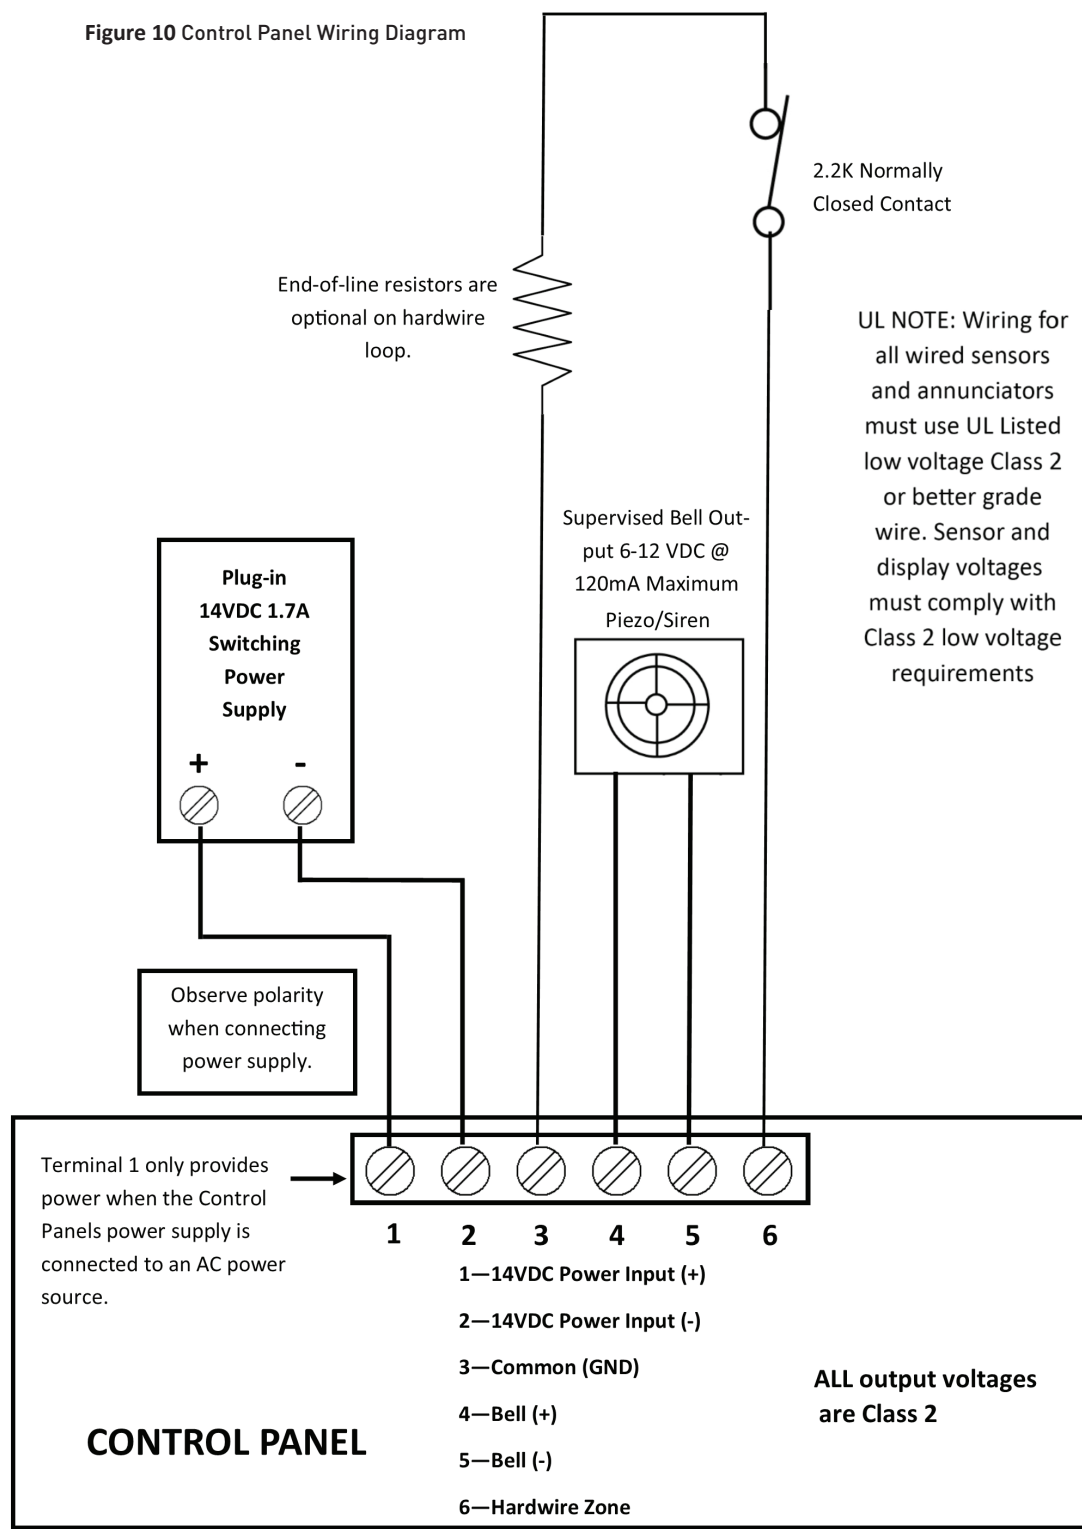 Figure 10 Control Panel Wiring Diagram
2.2K Normally
Closed Contact
End-of-line resistors are
optional on hardwire
loop.
UL NOTE: Wiring for
all wired sensors
and annunciators
must use UL Listed
low voltage Class 2
or better grade
wire. Sensor and
display voltages
must comply with
Class 2 low voltage
requirements
Supervised Bell Out-
put 6-12 VDC @
120mA Maximum
Piezo/Siren
Plug-in
14VDC 1.7A
Switching
Power
Supply
+ -
Observe polarity
when connecting
power supply.
Terminal 1 only provides
power when the Control
Panels power supply is
connected to an AC power
source.
1 2 3 4 5 6
1—14VDC Power Input (+)
2—14VDC Power Input (-)
3—Common (GND)
4—Bell (+)
5—Bell (-)
6—Hardwire Zone
ALL output voltages
are Class 2
CONTROL PANEL